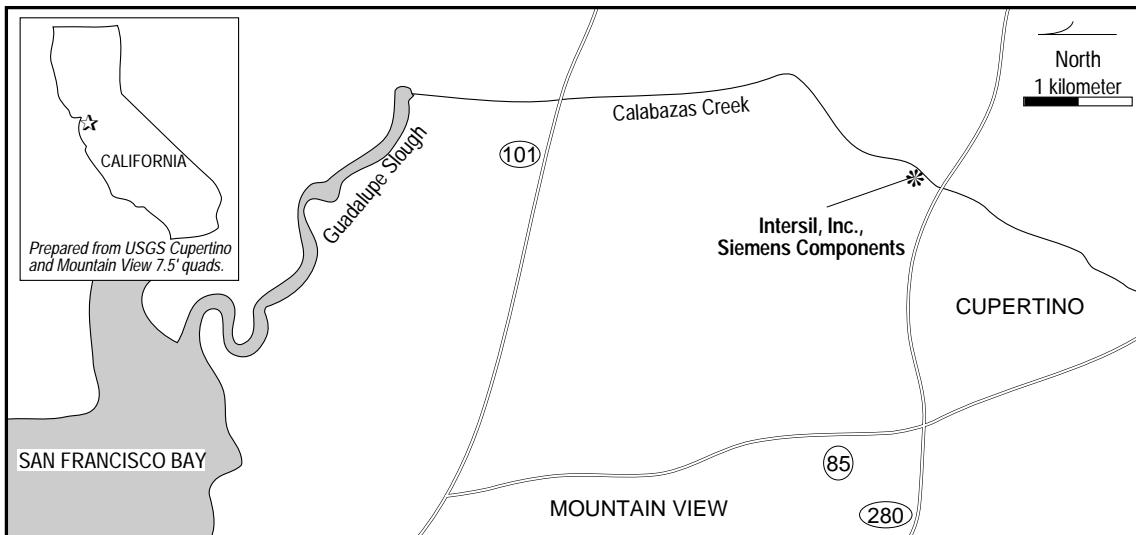 CALIFORNIA
Prepared from USGS Cupertino
and Mountain View 7.5' quads.
North
1 kilometer
Calabazas Creek
101
Guadalupe Slough
Intersil, Inc.,
Siemens Components
CUPERTINO
SAN FRANCISCO BAY
85
MOUNTAIN VIEW
280